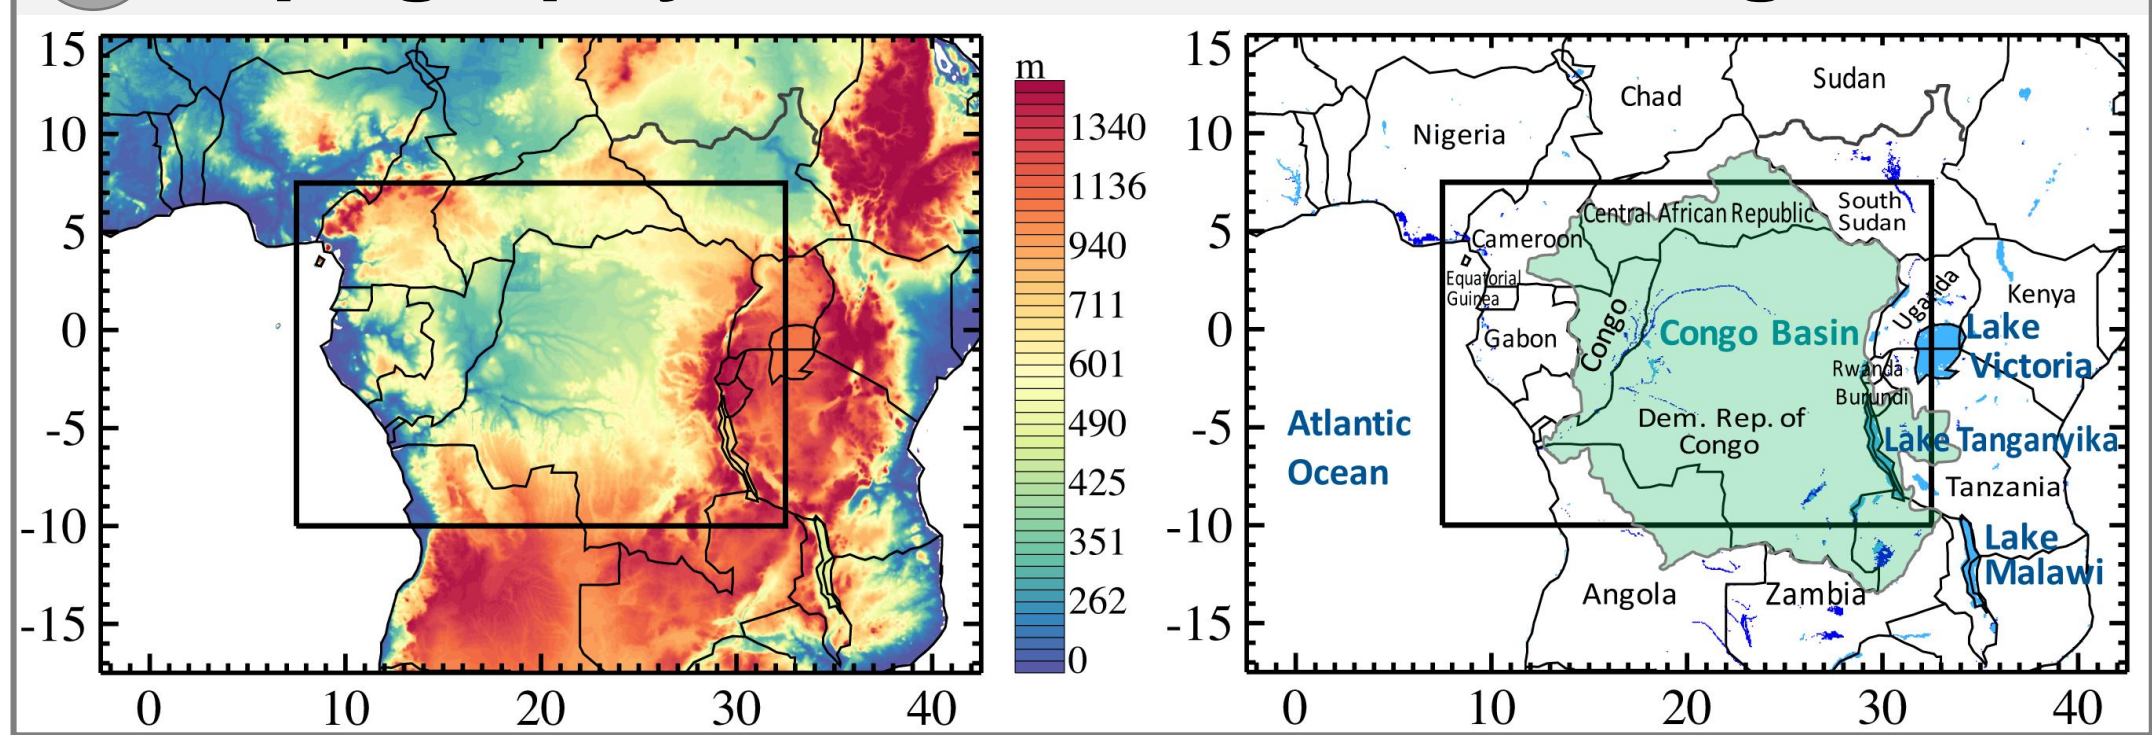 15
10
5
0
-5
-10
-15
0
10
20
30
40
m
1340
1136
940
711
601
490
425
351
262
0
15
10
5
0
-5
-10
-15
0
10
20
30
40
Sudan
Chad
Nigeria
South
Sudan
Central African Republic
Cameroon
Equatorial
Guinea
Uganda
Kenya
Gabon
Congo
Congo Basin
Lake
Victoria
Rwanda
Burundi
Atlantic
Ocean
Dem. Rep. of
Congo
Lake Tanganyika
Tanzania
Lake
Malawi
Angola
Zambia